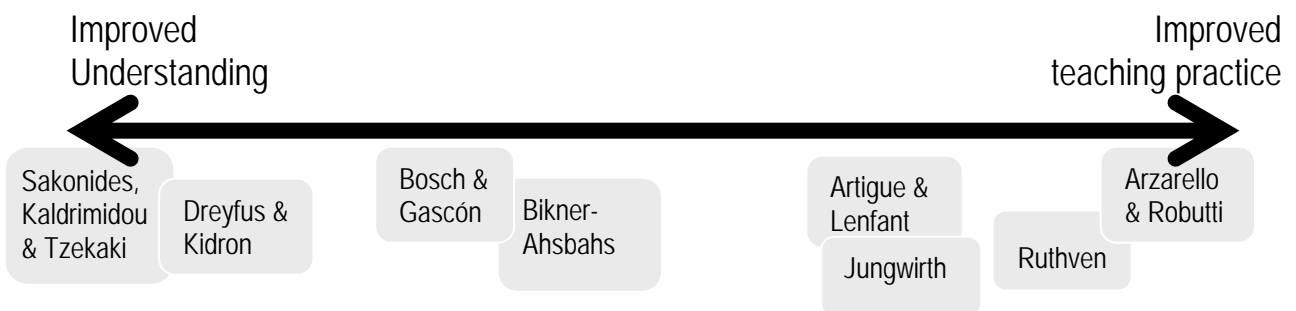 Improved
Understanding
Improved
teaching practice
Sakonides,
Kaldrimidou
& Tzekaki
Dreyfus &
Kidron
Bosch &
Gascón
Bikner-
Ahsbahs
Artigue &
Lenfant
Jungwirth
Ruthven
Arzarello
& Robutti